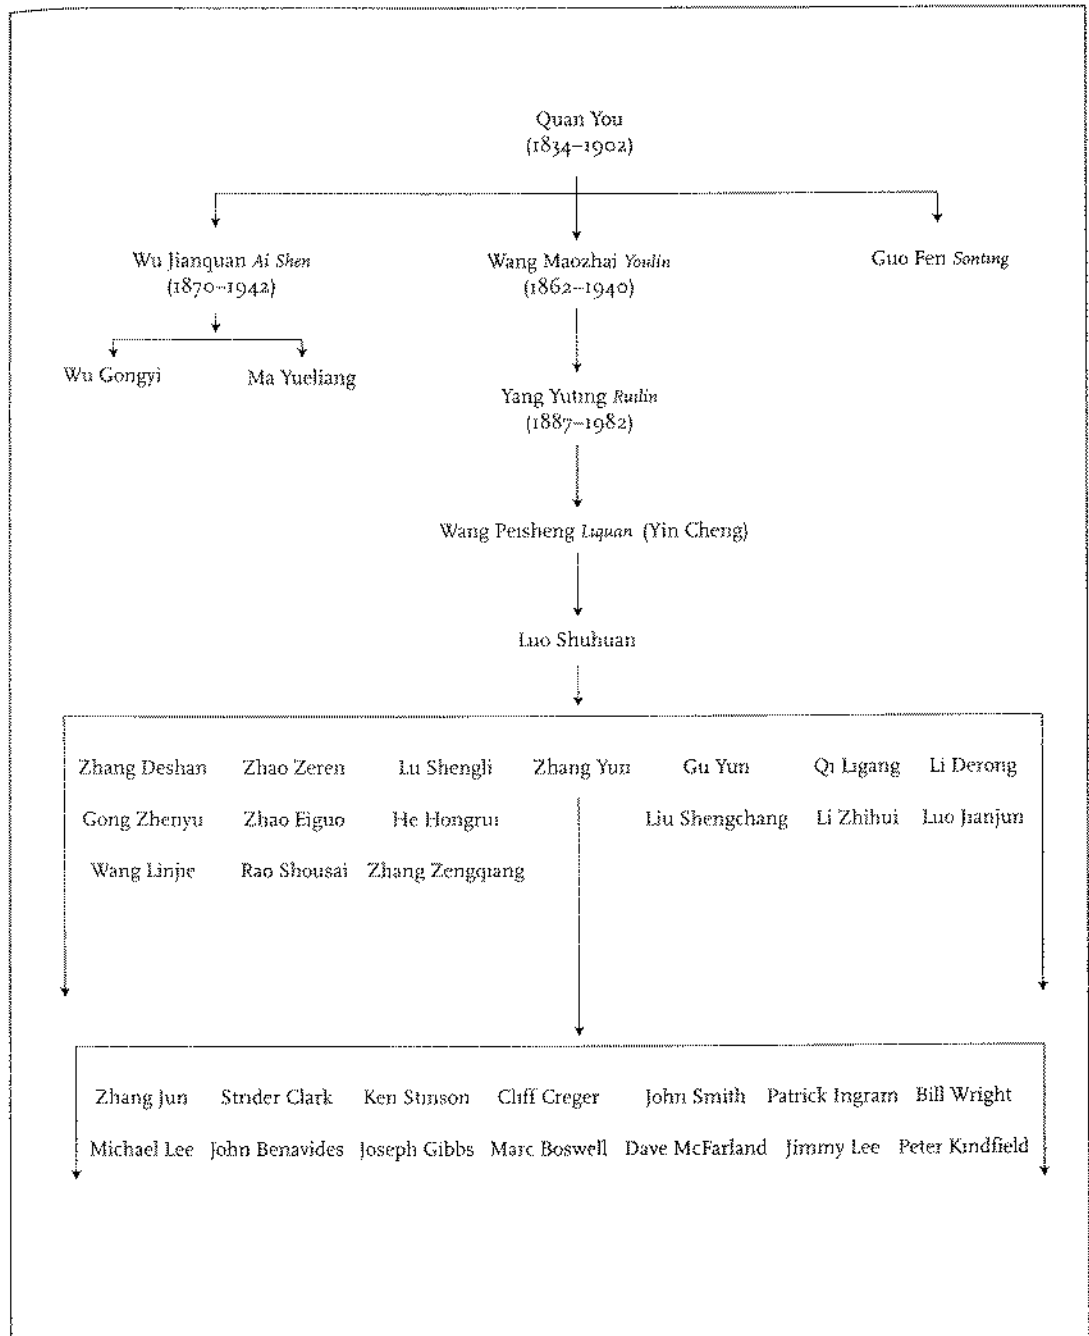 Quan You
(1834–1902)
Wu Jianquan Ai Shen
(1870–1942)
Wang Maozhai Youlin
(1862–1940)
Guo Fen Sonting
Wu Gongyi
Ma Yueliang
Yang Yuting Ruilin
(1887–1982)
Wang Peisheng Liquan (Yin Cheng)
Luo Shuhuan
Zhang Deshan Zhao Zeren Lu Shengli Zhang Yun Gu Yun Qi Ligang Li Derong
Gong Zhenyu Zhao Eiguo He Hongrui Liu Shengchang Li Zhihui Luo Jianjun
Wang Linjie Rao Shousai Zhang Zengqiang
Zhang Jun Strider Clark Ken Stinson Cliff Creger John Smith Patrick Ingram Bill Wright
Michael Lee John Benavides Joseph Gibbs Marc Boswell Dave McFarland Jimmy Lee Peter Kindfield